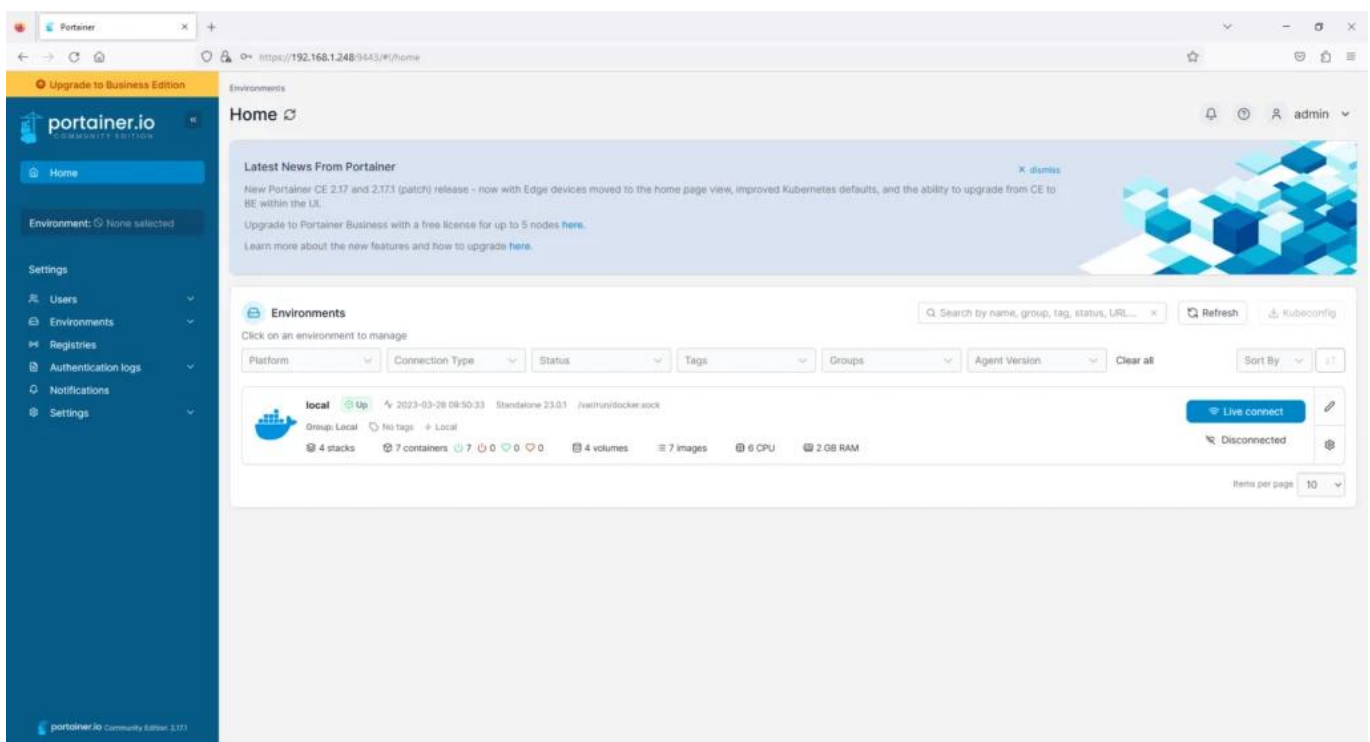 Portainer
https://192.168.1.248:9443/#!/home
Upgrade to Business Edition
portainer.io
COMMUNITY EDITION
Home
Environment: None selected
Settings
Users
Environments
Registries
Authentication logs
Notifications
Settings
portainer.io Community Edition 2.17.1
Environments
Home
admin
Latest News From Portainer
dismiss
New Portainer CE 2.17 and 2.17.1 (patch) release - now with Edge devices moved to the home page view, improved Kubernetes defaults, and the ability to upgrade from CE to
BE within the UI.
Upgrade to Portainer Business with a free license for up to 5 nodes here.
Learn more about the new features and how to upgrade here.
Environments
Search by name, group, tag, status, URL...
Refresh
Kubeconfig
Click on an environment to manage
Platform
Connection Type
Status
Tags
Groups
Agent Version
Clear all
Sort By
local Up 2023-03-28 09:50:33 Standalone 23.0.1 /var/run/docker.sock
Group: Local No tags Local
4 stacks 7 containers 7 0 0 0 4 volumes 7 images 6 CPU 2 GB RAM
Live connect
Disconnected
Items per page 10